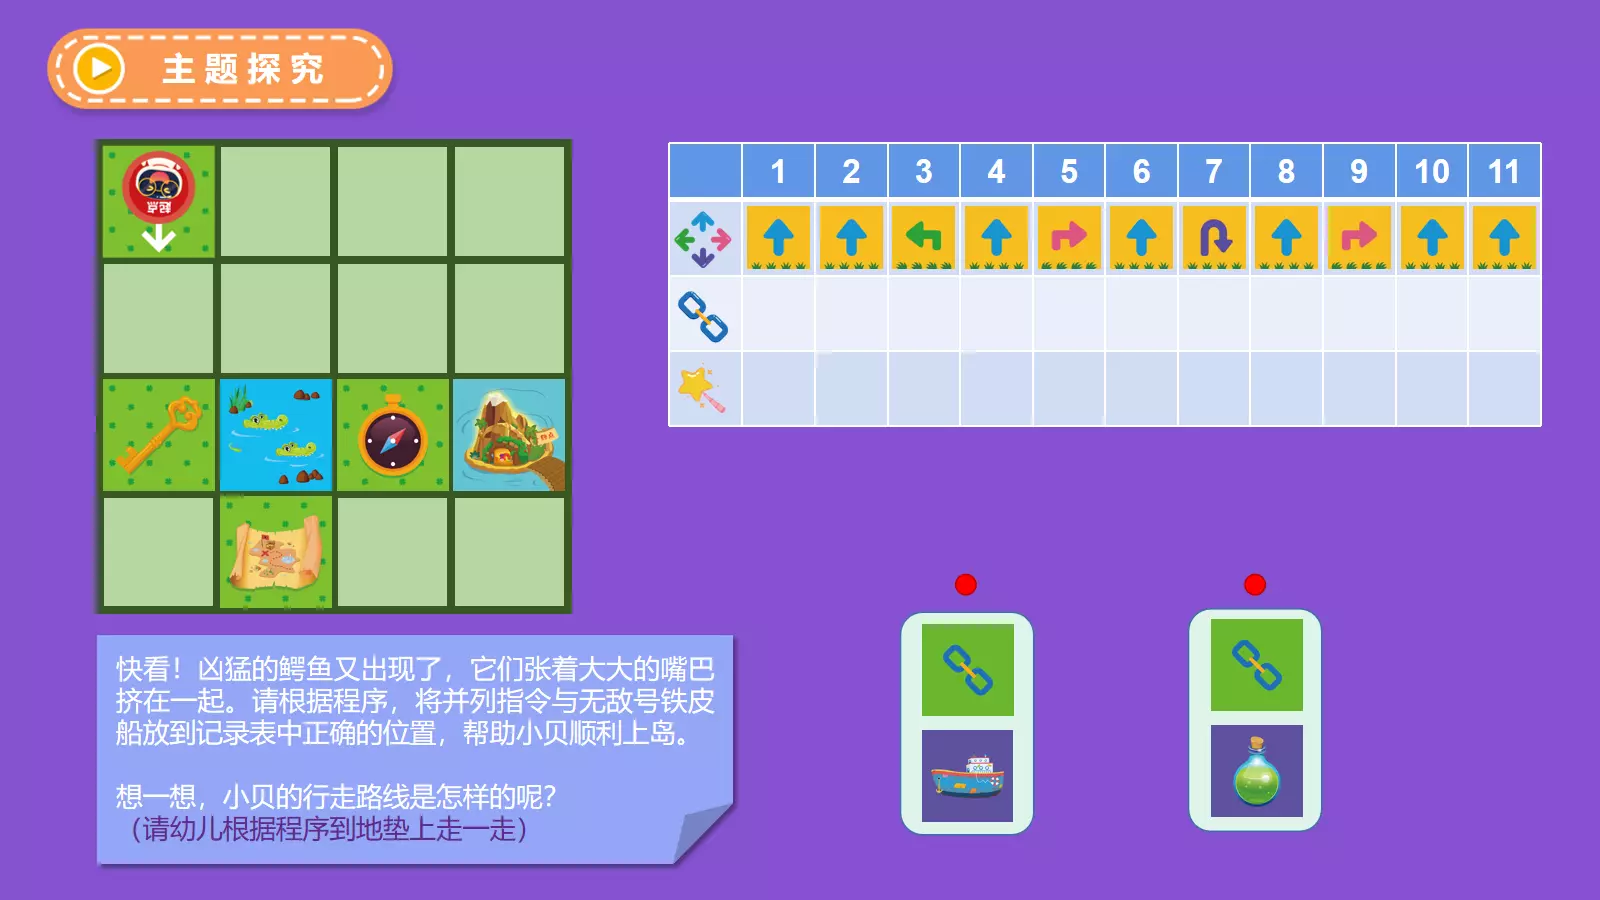 主题探究
起点
1 2 3 4 5 6 7 8 9 10 11
快看！凶猛的鳄鱼又出现了，它们张着大大的嘴巴
挤在一起。请根据程序，将并列指令与无敌号铁皮
船放到记录表中正确的位置，帮助小贝顺利上岛。
想一想，小贝的行走路线是怎样的呢？
（请幼儿根据程序到地垫上走一走）